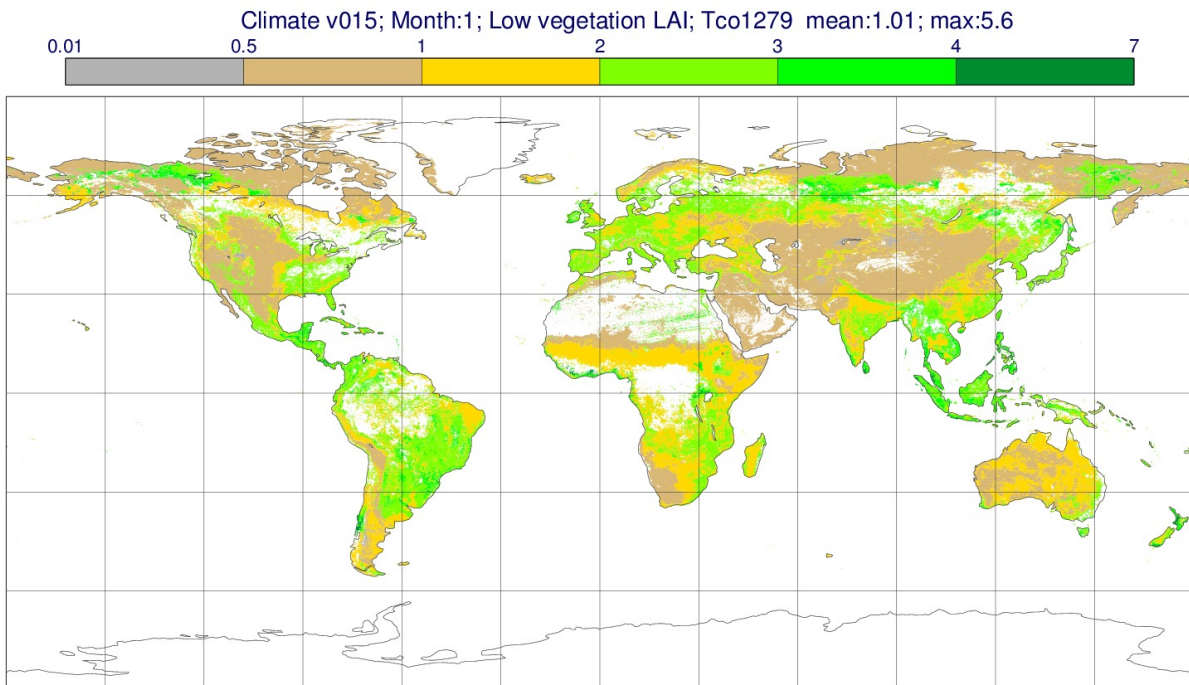 Climate v015; Month:1; Low vegetation LAI; Tco1279 mean:1.01; max:5.6
0.01 0.5 1 2 3 4 7